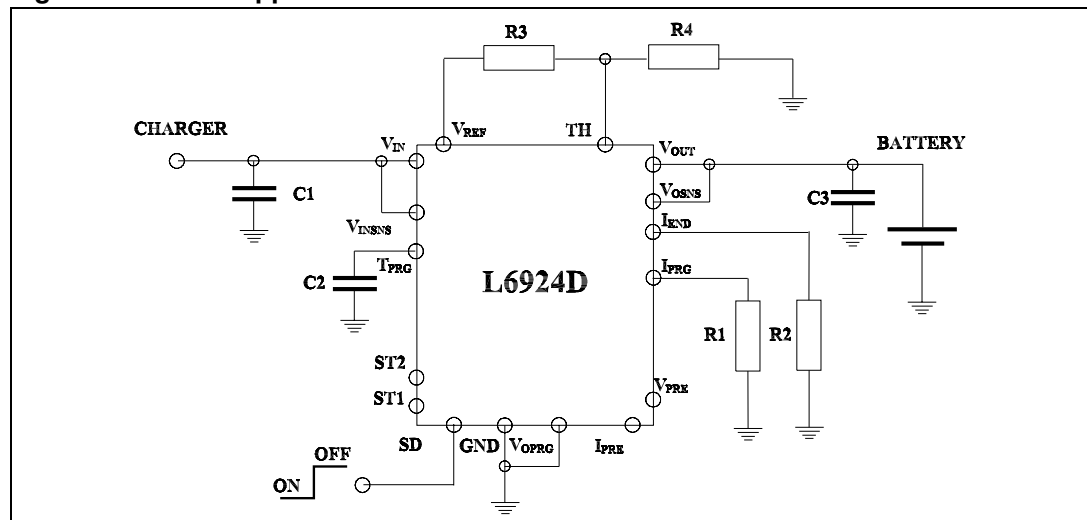 R3
R4
CHARGER
VIN
VREF
TH
VOUT
BATTERY
C1
VOSNS
C3
VINSNS
IEND
TPRG
C2
IPRG
L6924D
R1
R2
ST2
ST1
VPRE
SD
GND
VOPRG
IPRE
OFF
ON